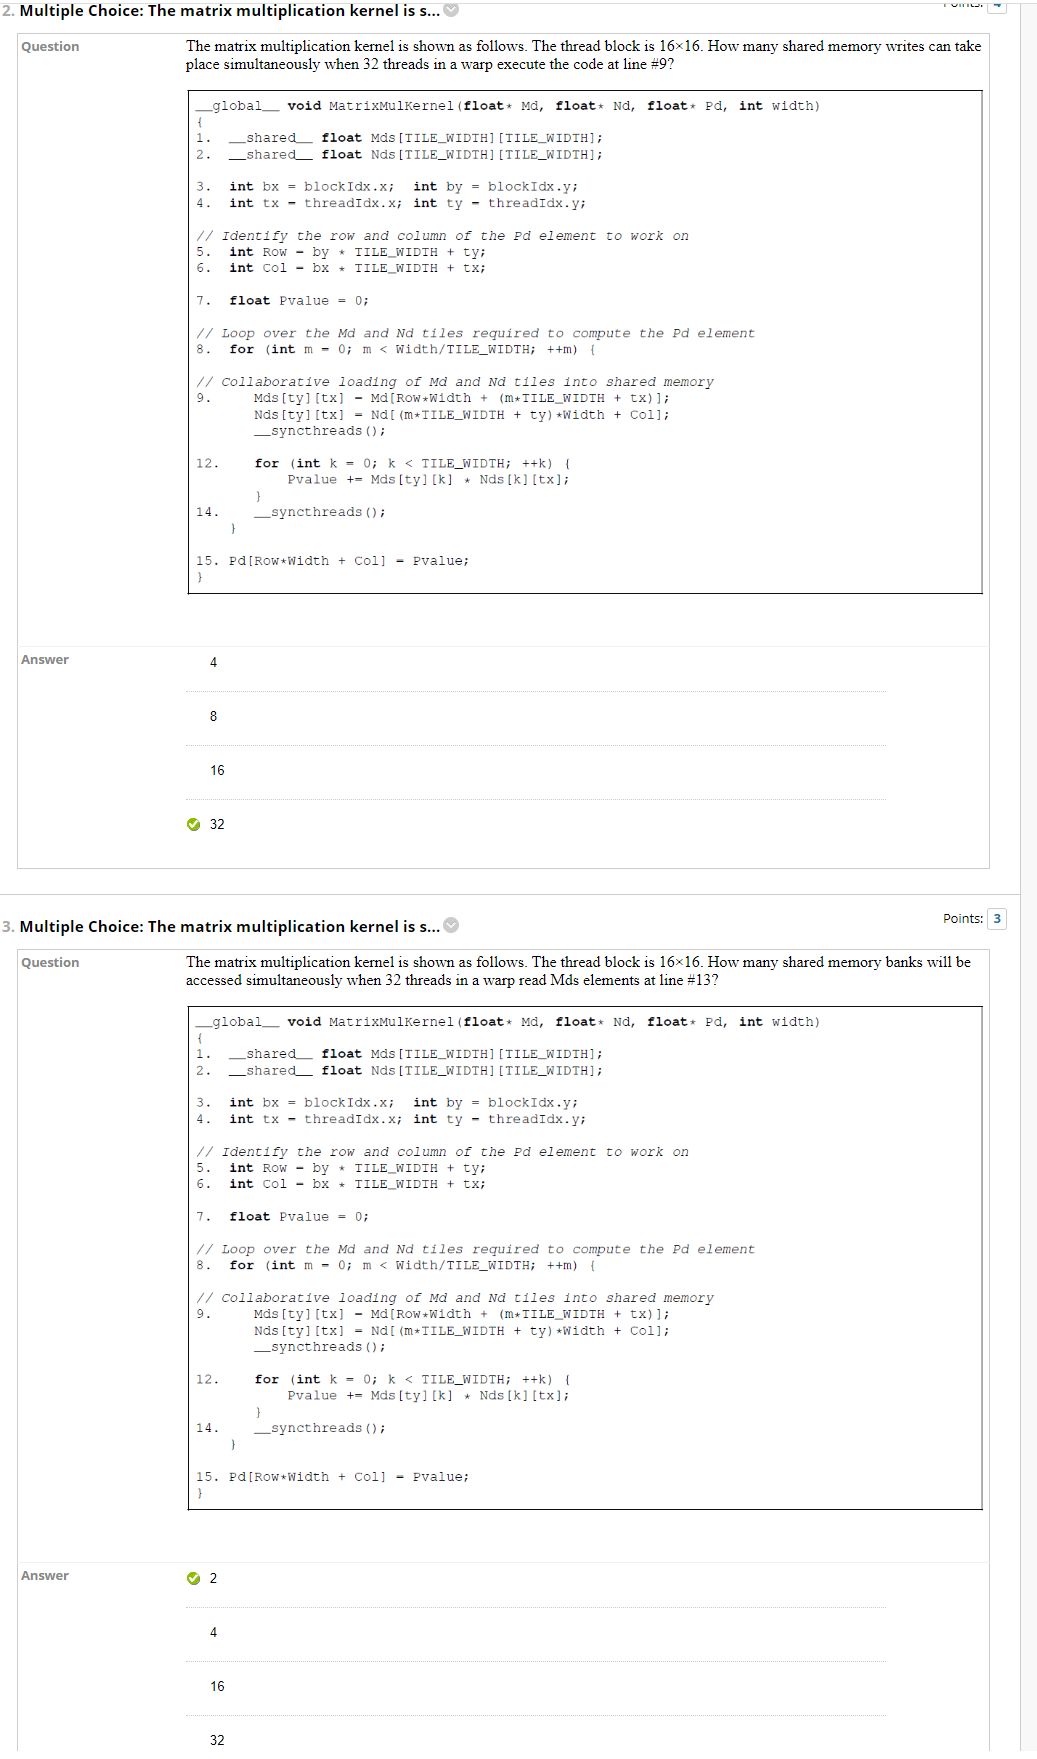 2. Multiple Choice: The matrix multiplication kernel is s...
Question
The matrix multiplication kernel is shown as follows. The thread block is 16×16. How many shared memory writes can take
place simultaneously when 32 threads in a warp execute the code at line #9?
__global__ void MatrixMulKernel(float* Md, float* Nd, float* Pd, int width)
{
1. __shared__ float Mds[TILE_WIDTH][TILE_WIDTH];
2. __shared__ float Nds[TILE_WIDTH][TILE_WIDTH];
3. int bx = blockIdx.x; int by = blockIdx.y;
4. int tx = threadIdx.x; int ty = threadIdx.y;
// Identify the row and column of the Pd element to work on
5. int Row = by * TILE_WIDTH + ty;
6. int Col = bx * TILE_WIDTH + tx;
7. float Pvalue = 0;
// Loop over the Md and Nd tiles required to compute the Pd element
8. for (int m = 0; m < Width/TILE_WIDTH; ++m) {
// Collaborative loading of Md and Nd tiles into shared memory
9. Mds[ty][tx] = Md[Row*Width + (m*TILE_WIDTH + tx)];
Nds[ty][tx] = Nd[(m*TILE_WIDTH + ty)*Width + Col];
__syncthreads();
12. for (int k = 0; k < TILE_WIDTH; ++k) {
Pvalue += Mds[ty][k] * Nds[k][tx];
}
14. __syncthreads();
}
15. Pd[Row*Width + Col] = Pvalue;
}
Answer
4
8
16
32
3. Multiple Choice: The matrix multiplication kernel is s...
Points: 3
Question
The matrix multiplication kernel is shown as follows. The thread block is 16×16. How many shared memory banks will be
accessed simultaneously when 32 threads in a warp read Mds elements at line #13?
__global__ void MatrixMulKernel(float* Md, float* Nd, float* Pd, int width)
{
1. __shared__ float Mds[TILE_WIDTH][TILE_WIDTH];
2. __shared__ float Nds[TILE_WIDTH][TILE_WIDTH];
3. int bx = blockIdx.x; int by = blockIdx.y;
4. int tx = threadIdx.x; int ty = threadIdx.y;
// Identify the row and column of the Pd element to work on
5. int Row = by * TILE_WIDTH + ty;
6. int Col = bx * TILE_WIDTH + tx;
7. float Pvalue = 0;
// Loop over the Md and Nd tiles required to compute the Pd element
8. for (int m = 0; m < Width/TILE_WIDTH; ++m) {
// Collaborative loading of Md and Nd tiles into shared memory
9. Mds[ty][tx] = Md[Row*Width + (m*TILE_WIDTH + tx)];
Nds[ty][tx] = Nd[(m*TILE_WIDTH + ty)*Width + Col];
__syncthreads();
12. for (int k = 0; k < TILE_WIDTH; ++k) {
Pvalue += Mds[ty][k] * Nds[k][tx];
}
14. __syncthreads();
}
15. Pd[Row*Width + Col] = Pvalue;
}
Answer
2
4
16
32